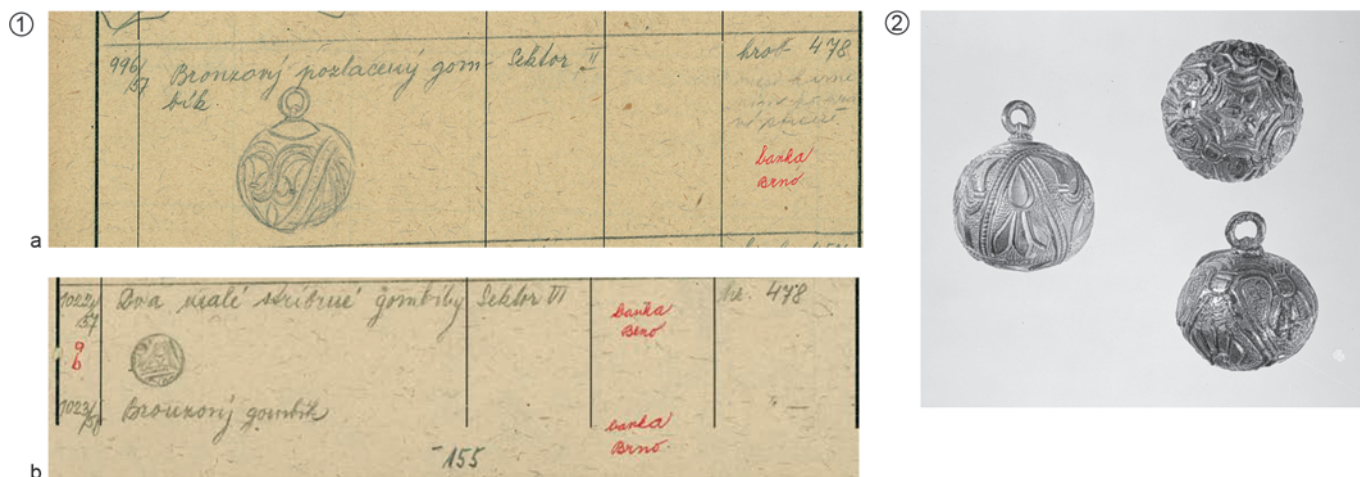 ①
996/57 Bronzový pozlacený gom- Sektor II hrob 478
bík.
banka
Brno
a
1022/57 Dva malé stříbrné gombíky Sektor VI hr. 478
banka
Brno
a
b
1023/57 Bronzový gombík " —
banka
Brno
155
b
②